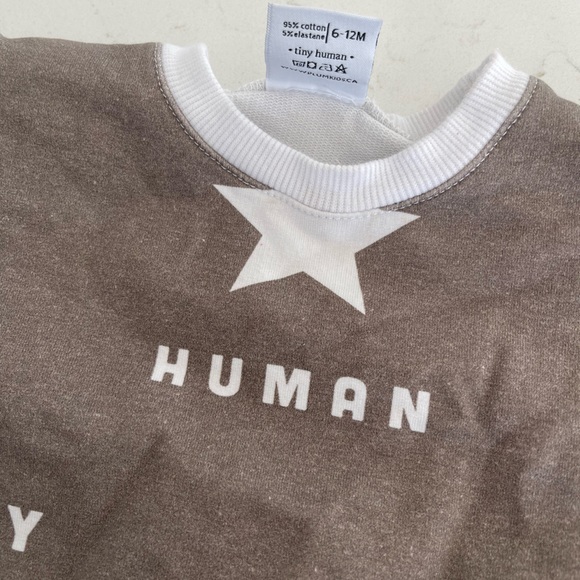 95% cotton
5% elastane
6-12M
• tiny human •
HUMAN
Y